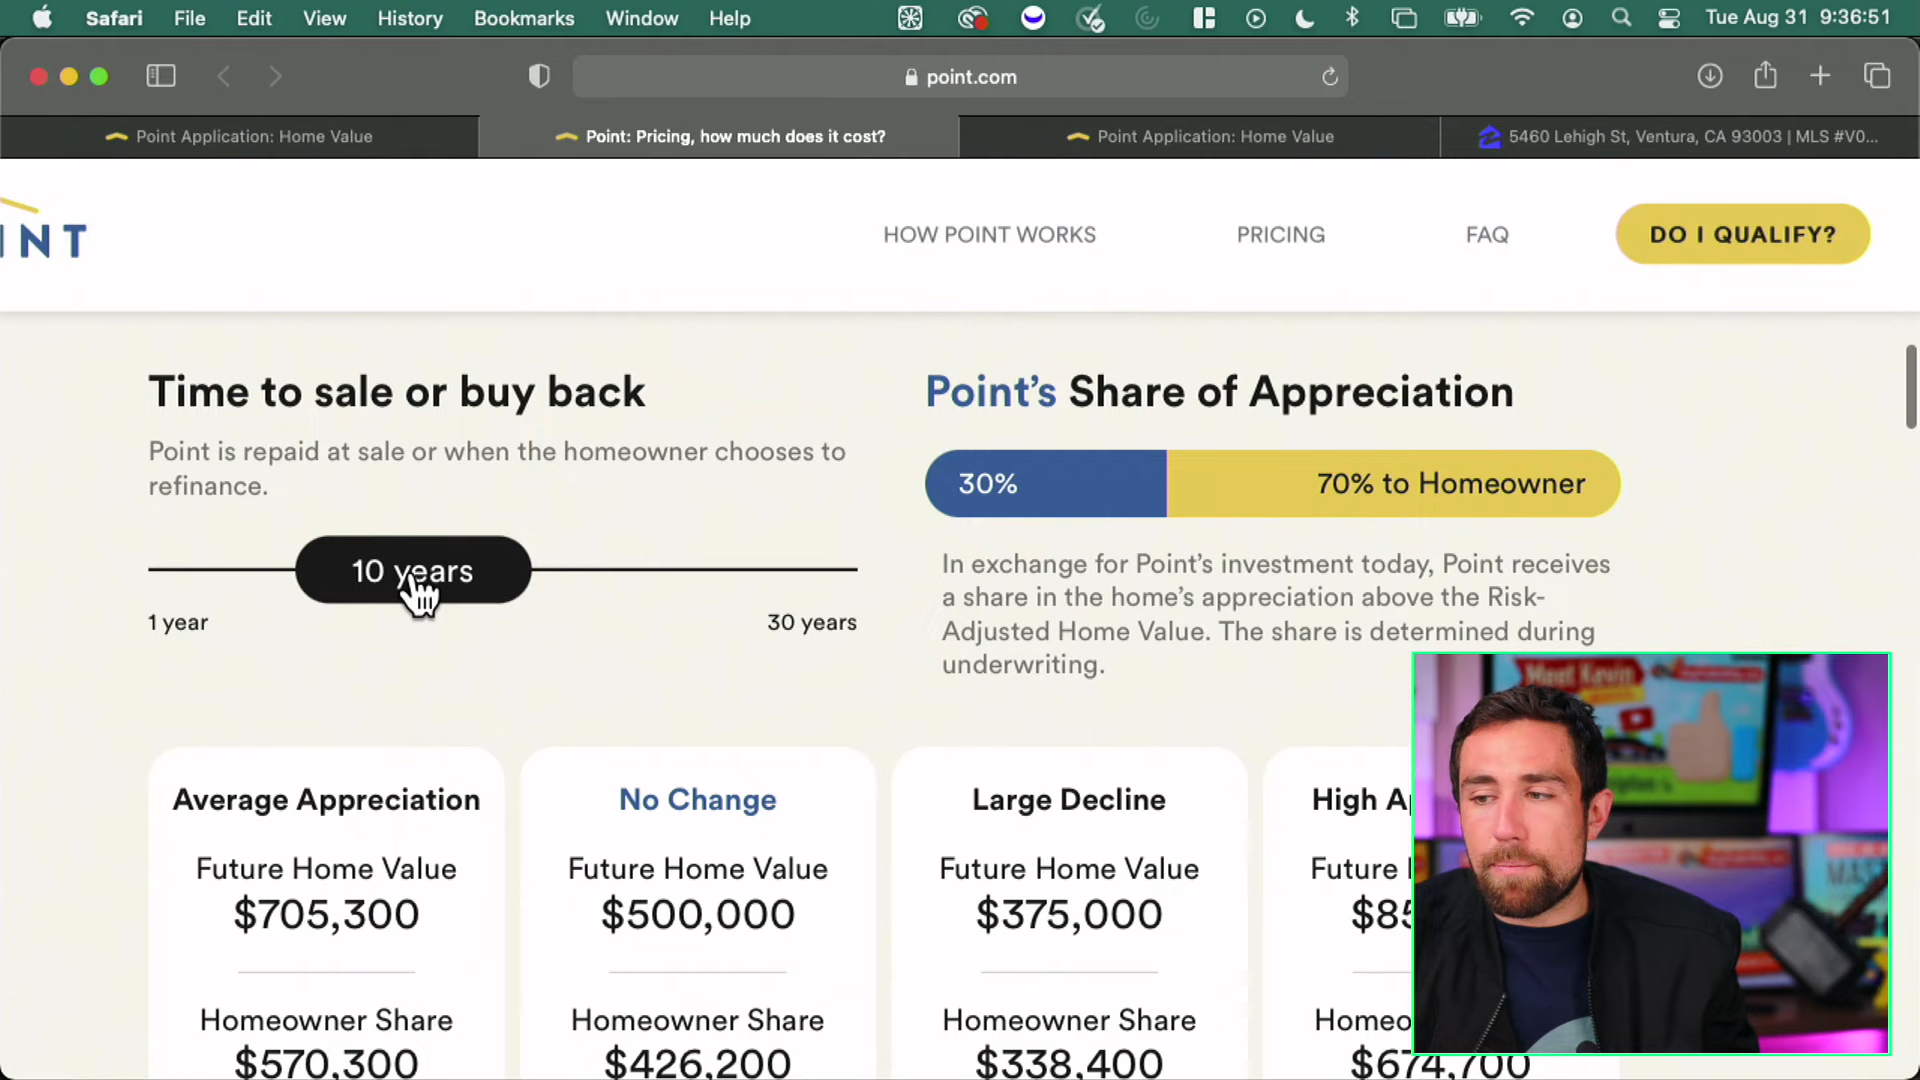 Safari File Edit View History Bookmarks Window Help Tue Aug 31 9:36:51
point.com
Point Application: Home Value
Point: Pricing, how much does it cost?
Point Application: Home Value
5460 Lehigh St, Ventura, CA 93003 | MLS #V0...
INT
HOW POINT WORKS
PRICING
FAQ
DO I QUALIFY?
Time to sale or buy back
Point is repaid at sale or when the homeowner chooses to
refinance.
10 years
1 year
30 years
Point's Share of Appreciation
30%
70% to Homeowner
In exchange for Point's investment today, Point receives
a share in the home's appreciation above the Risk-
Adjusted Home Value. The share is determined during
underwriting.
Average Appreciation
Future Home Value
$705,300
Homeowner Share
$570,300
No Change
Future Home Value
$500,000
Homeowner Share
$426,200
Large Decline
Future Home Value
$375,000
Homeowner Share
$338,400
High A
Future
$85
Homeo
$674,700
Meet Kevin